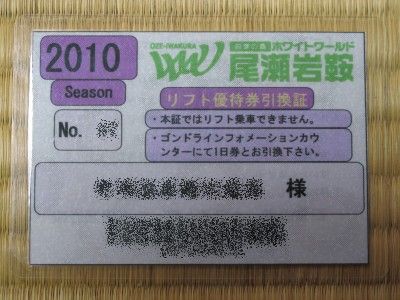 2010
Season
OZE-IWAKURA
WW
ホワイトワールド
尾瀬岩鞍
リフト優待券引換証
・本証ではリフト乗車できません。
・ゴンドラインフォメーションカウ
ンターにて1日券とお引換下さい。
No.
様